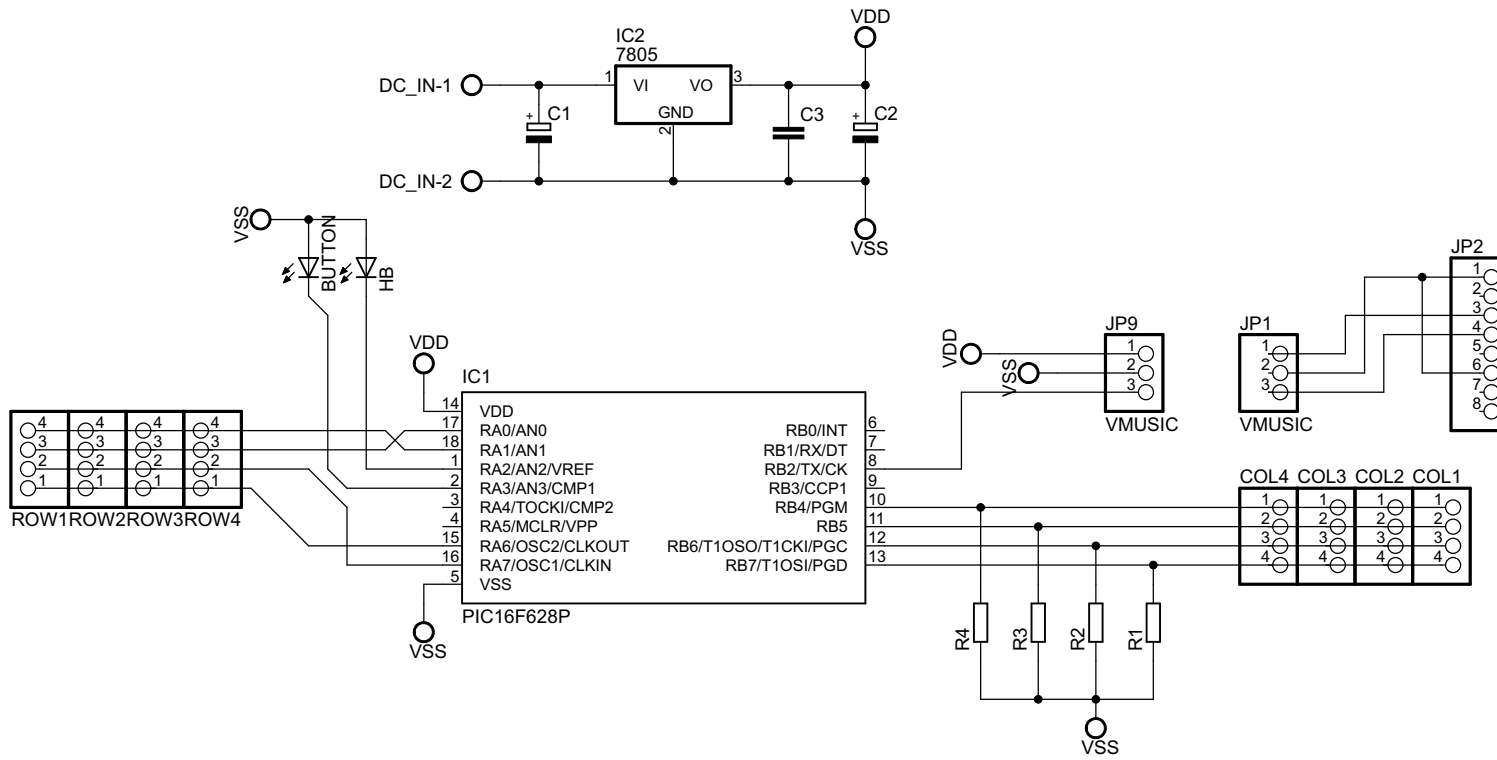 VDD
IC2
7805
DC_IN-1
1
VI
VO
3
GND
2
+
C1
C3
+
C2
DC_IN-2
VSS
VSS
BUTTON
HB
VDD
IC1
14
VDD
17
RA0/AN0
18
RA1/AN1
1
RA2/AN2/VREF
2
RA3/AN3/CMP1
3
RA4/TOCKI/CMP2
4
RA5/MCLR/VPP
15
RA6/OSC2/CLKOUT
16
RA7/OSC1/CLKIN
5
VSS
RB0/INT
6
RB1/RX/DT
7
RB2/TX/CK
8
RB3/CCP1
9
RB4/PGM
10
RB5
11
RB6/T1OSO/T1CKI/PGC
12
RB7/T1OSI/PGD
13
PIC16F628P
VSS
4 4 4 4
3 3 3 3
2 2 2 2
1 1 1 1
ROW1 ROW2 ROW3 ROW4
JP9
VDD
VSS
1
2
3
VMUSIC
JP1
1
2
3
VMUSIC
JP2
1
2
3
4
5
6
7
8
COL4 COL3 COL2 COL1
1 1 1 1
2 2 2 2
3 3 3 3
4 4 4 4
R4
R3
R2
R1
VSS